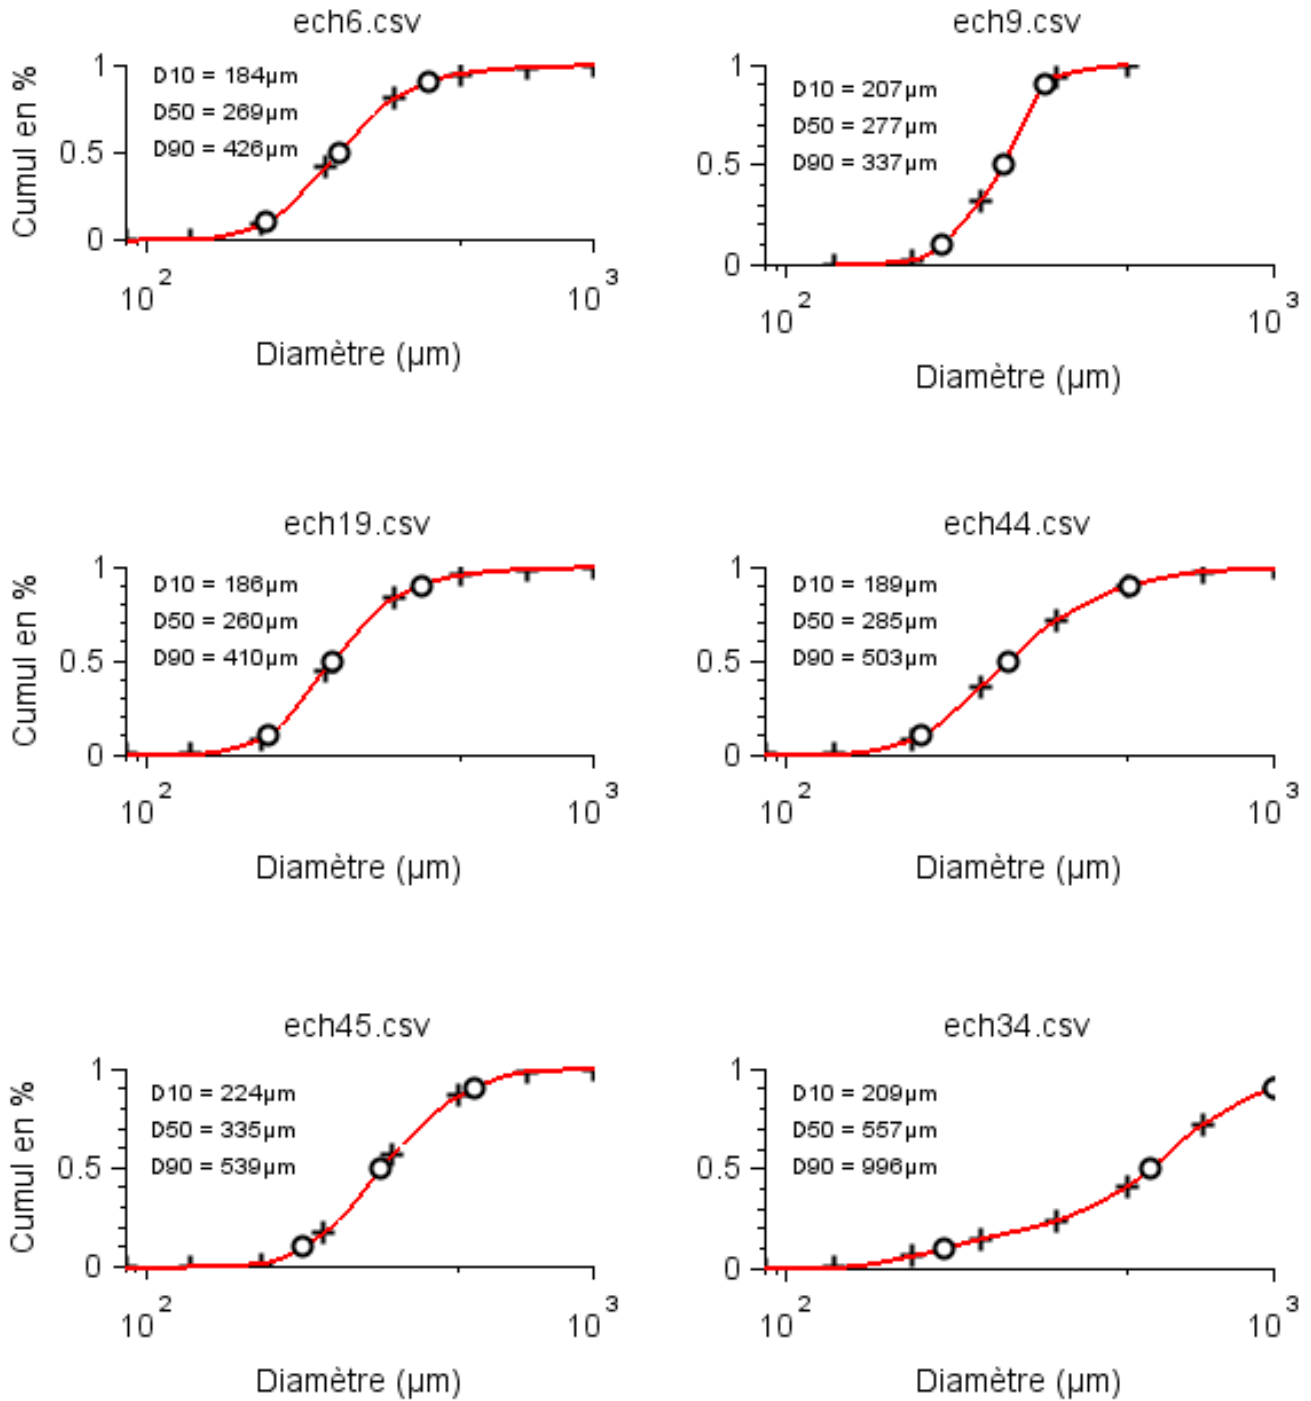 ech6.csv
Cumul en %
1
0.5
0
D10 = 184µm
D50 = 269µm
D90 = 426µm
10^2
10^3
Diamètre (µm)
ech9.csv
1
0.5
0
D10 = 207µm
D50 = 277µm
D90 = 337µm
10^2
10^3
Diamètre (µm)
ech19.csv
Cumul en %
1
0.5
0
D10 = 186µm
D50 = 260µm
D90 = 410µm
10^2
10^3
Diamètre (µm)
ech44.csv
1
0.5
0
D10 = 189µm
D50 = 285µm
D90 = 503µm
10^2
10^3
Diamètre (µm)
ech45.csv
Cumul en %
1
0.5
0
D10 = 224µm
D50 = 335µm
D90 = 539µm
10^2
10^3
Diamètre (µm)
ech34.csv
1
0.5
0
D10 = 209µm
D50 = 557µm
D90 = 996µm
10^2
10^3
Diamètre (µm)